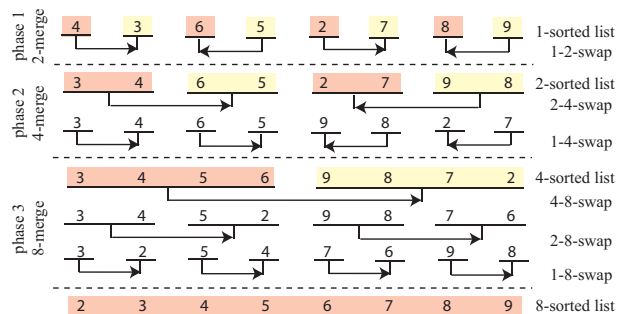 phase 1
2-merge
4 3 6 5 2 7 8 9 1-sorted list
1-2-swap
phase 2
4-merge
3 4 6 5 2 7 9 8 2-sorted list
2-4-swap
3 4 6 5 9 8 2 7 1-4-swap
phase 3
8-merge
3 4 5 6 9 8 7 2 4-sorted list
4-8-swap
3 4 5 2 9 8 7 6
2-8-swap
3 2 5 4 7 6 9 8
1-8-swap
2 3 4 5 6 7 8 9 8-sorted list